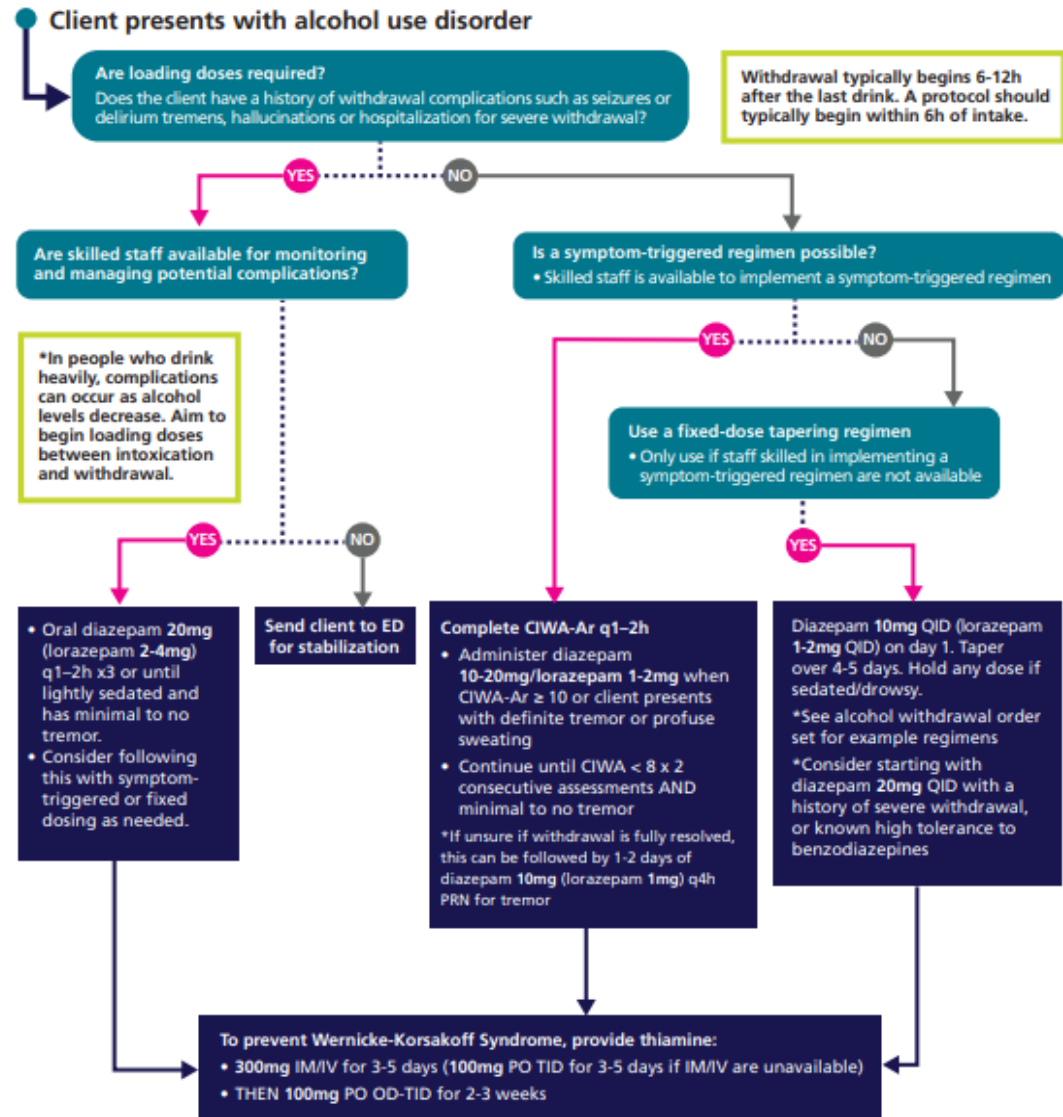 Client presents with alcohol use disorder
Are loading doses required?
Does the client have a history of withdrawal complications such as seizures or
delirium tremens, hallucinations or hospitalization for severe withdrawal?
Withdrawal typically begins 6-12h
after the last drink. A protocol should
typically begin within 6h of intake.
YES
NO
Are skilled staff available for monitoring
and managing potential complications?
Is a symptom-triggered regimen possible?
• Skilled staff is available to implement a symptom-triggered regimen
*In people who drink
heavily, complications
can occur as alcohol
levels decrease. Aim to
begin loading doses
between intoxication
and withdrawal.
YES
NO
Use a fixed-dose tapering regimen
• Only use if staff skilled in implementing a
symptom-triggered regimen are not available
YES
NO
YES
• Oral diazepam 20mg
(lorazepam 2-4mg)
q1–2h x3 or until
lightly sedated and
has minimal to no
tremor.
• Consider following
this with symptom-
triggered or fixed
dosing as needed.
Send client to ED
for stabilization
Complete CIWA-Ar q1–2h
• Administer diazepam
10-20mg/lorazepam 1-2mg when
CIWA-Ar ≥ 10 or client presents
with definite tremor or profuse
sweating
• Continue until CIWA < 8 x 2
consecutive assessments AND
minimal to no tremor
*If unsure if withdrawal is fully resolved,
this can be followed by 1-2 days of
diazepam 10mg (lorazepam 1mg) q4h
PRN for tremor
Diazepam 10mg QID (lorazepam
1-2mg QID) on day 1. Taper
over 4-5 days. Hold any dose if
sedated/drowsy.
*See alcohol withdrawal order
set for example regimens
*Consider starting with
diazepam 20mg QID with a
history of severe withdrawal,
or known high tolerance to
benzodiazepines
To prevent Wernicke-Korsakoff Syndrome, provide thiamine:
• 300mg IM/IV for 3-5 days (100mg PO TID for 3-5 days if IM/IV are unavailable)
• THEN 100mg PO OD-TID for 2-3 weeks